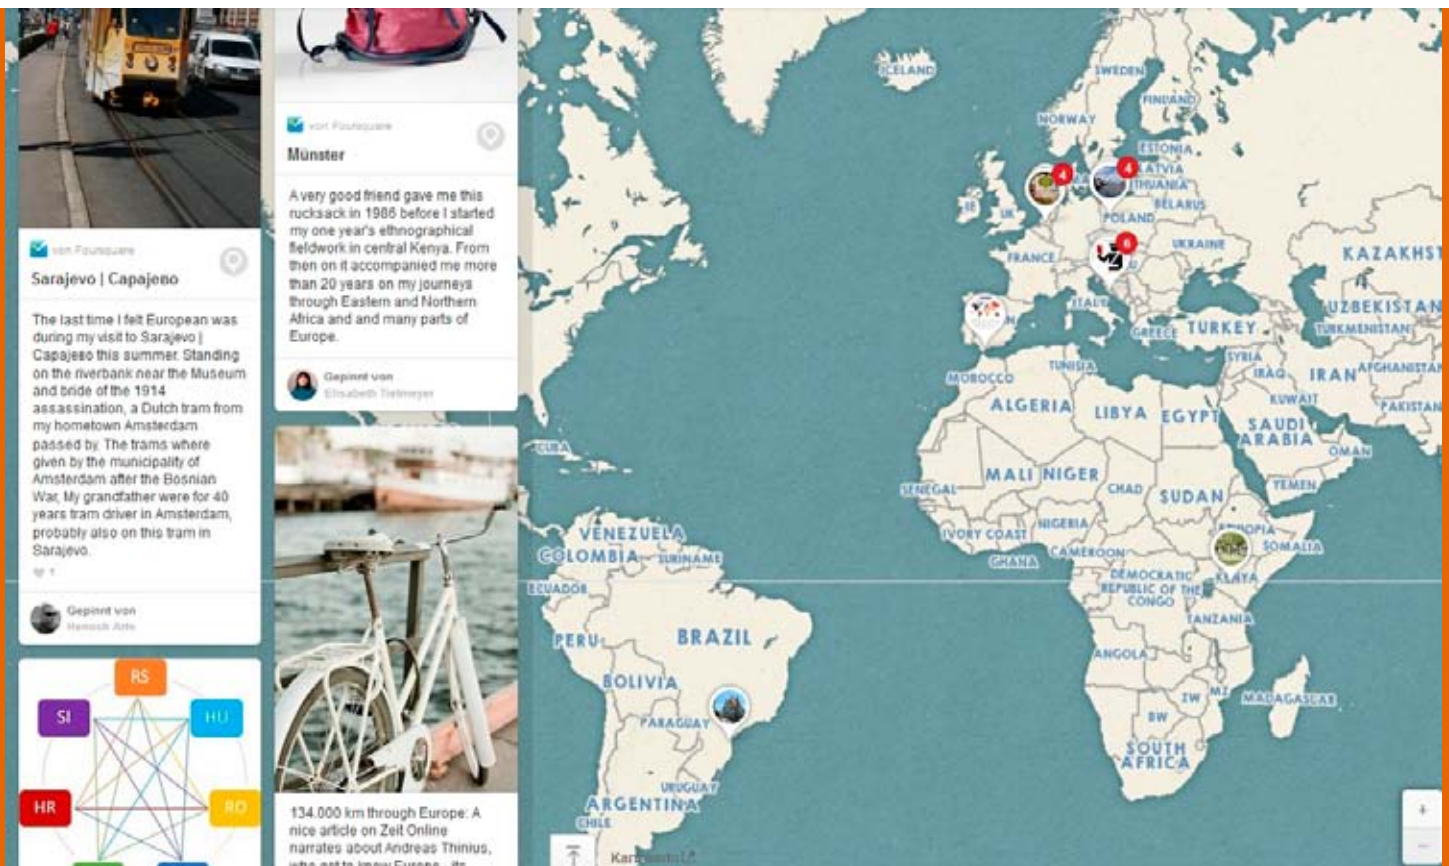 von Foursquare
Sarajevo | Capajeno
The last time I felt European was
during my visit to Sarajevo |
Capajeвo this summer. Standing
on the riverbank near the Museum
and bride of the 1914
assassination, a Dutch tram from
my hometown Amsterdam
passed by. The trams where
given by the municipality of
Amsterdam after the Bosnian
War, My grandfather were for 40
years tram driver in Amsterdam,
probably also on this tram in
Sarajevo.
1
Gepinnt von
RS
SI
HU
HR
RO
von Foursquare
Münster
A very good friend gave me this
rucksack in 1986 before I started
my one year's ethnographical
fieldwork in central Kenya. From
then on it accompanied me more
than 20 years on my journeys
through Eastern and Northern
Africa and and many parts of
Europe.
Gepinnt von
Elisabeth Tietmeyer
134.000 km through Europe: A
nice article on Zeit Online
narrates about Andreas Thinius,
who got to know Europe
ICELAND
SWEDEN
FINLAND
NORWAY
ESTONIA
LATVIA
LITHUANIA
4
4
IE
UK
BELARUS
POLAND
6
UKRAINE
FRANCE
KAZAKHST
ITALY
UZBEKISTAN
GREECE
TURKEY
TURKMENISTAN
SYRIA
TUNISIA
IRAQ
IRAN
AFGHANISTAN
MOROCCO
KUWAIT
ALGERIA
LIBYA
EGYPT
PAKISTAN
SAUDI
ARABIA
CUBA
OMAN
MALI
NIGER
CHAD
SUDAN
YEMEN
SENEGAL
NIGERIA
ETHIOPIA
IVORY COAST
SOMALIA
GHANA
CAMEROON
VENEZUELA
COLOMBIA
SURINAME
KENYA
DEMOCRATIC
REPUBLIC OF THE
CONGO
ECUADOR
TANZANIA
PERU
BRAZIL
ANGOLA
BOLIVIA
ZW
MZ
MADAGASCAR
PARAGUAY
BW
SOUTH
AFRICA
URUGUAY
ARGENTINA
CHILE
+
−